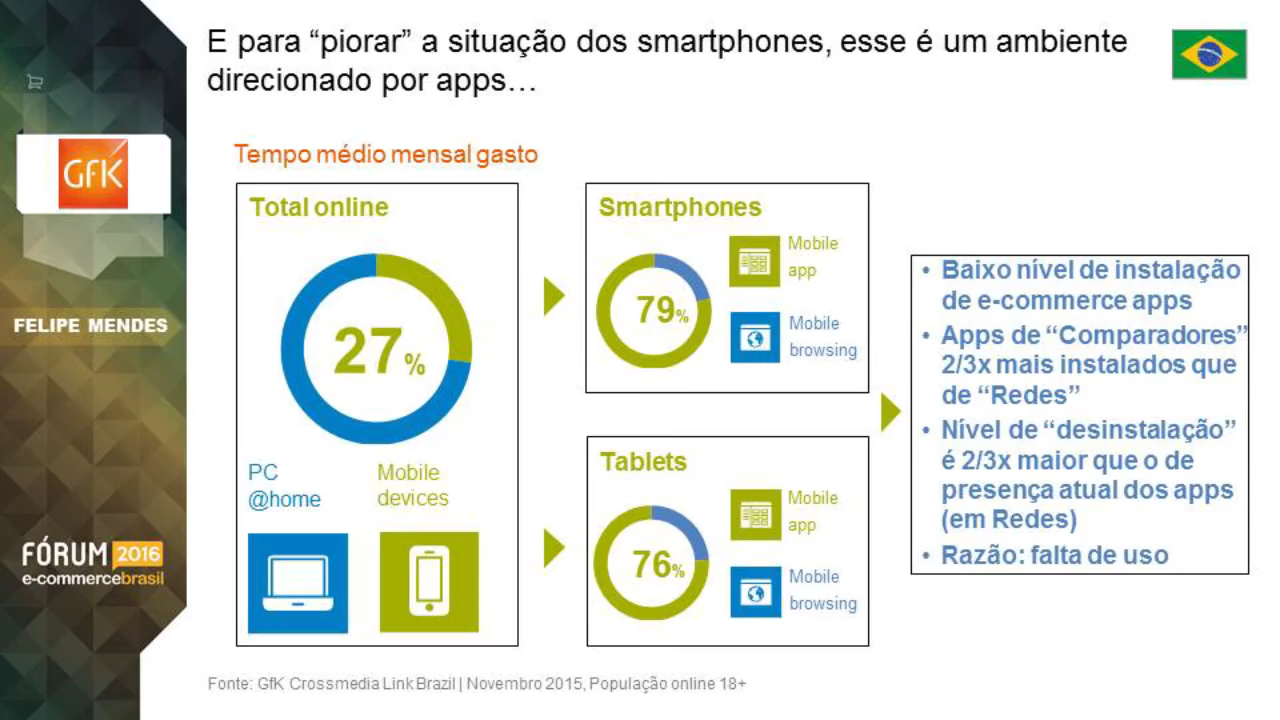 E para “piorar” a situação dos smartphones, esse é um ambiente
direcionado por apps…
GfK
FELIPE MENDES
FÓRUM 2016
e-commercebrasil
Tempo médio mensal gasto
Total online
27%
PC
@home
Mobile
devices
Smartphones
79%
Mobile
app
Mobile
browsing
Tablets
76%
Mobile
app
Mobile
browsing
• Baixo nível de instalação
de e-commerce apps
• Apps de “Comparadores”
2/3x mais instalados que
de “Redes”
• Nível de “desinstalação”
é 2/3x maior que o de
presença atual dos apps
(em Redes)
• Razão: falta de uso
Fonte: GfK Crossmedia Link Brazil | Novembro 2015, População online 18+